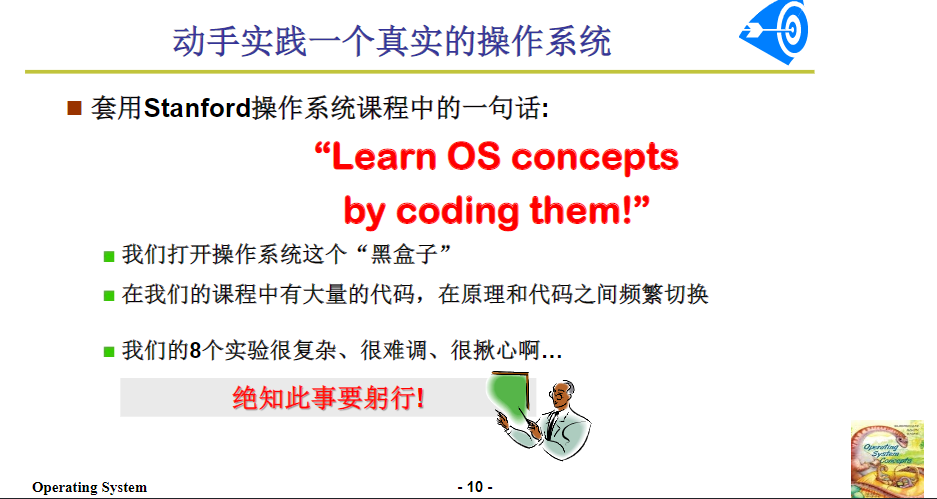 动手实践一个真实的操作系统
套用Stanford操作系统课程中的一句话:
“Learn OS concepts
by coding them!”
我们打开操作系统这个“黑盒子”
在我们的课程中有大量的代码，在原理和代码之间频繁切换
我们的8个实验很复杂、很难调、很揪心啊…
绝知此事要躬行!
Operating System
- 10 -
Operating
System
Concepts